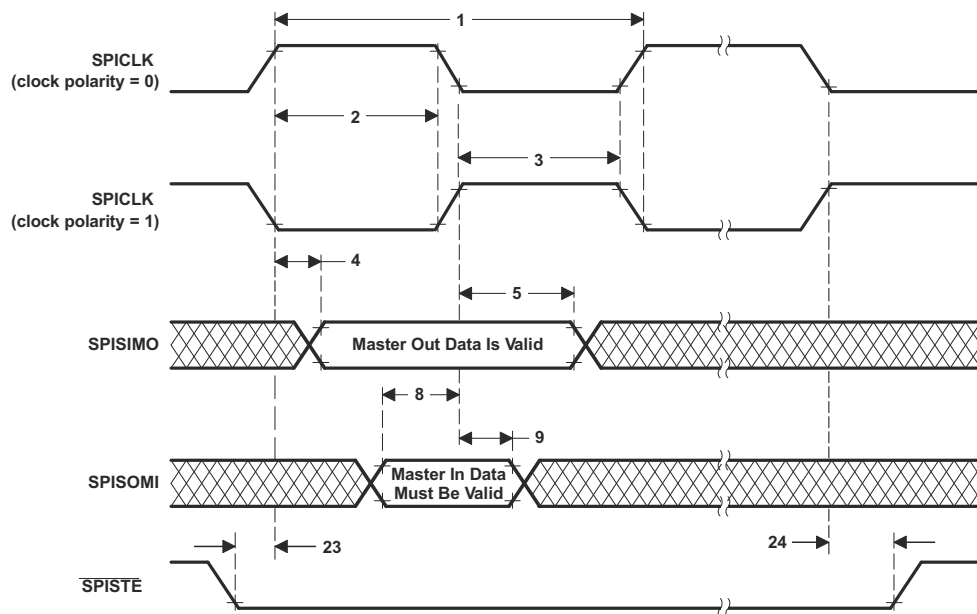 1
SPICLK
(clock polarity = 0)
2
3
SPICLK
(clock polarity = 1)
4
5
SPISIMO
Master Out Data Is Valid
8
9
SPISOMI
Master In Data
Must Be Valid
23
24
SPISTE